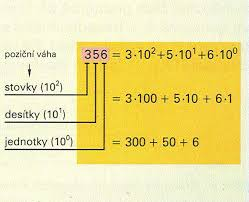 poziční váha
356 = 3·10² + 5·10¹ + 6·10⁰
stovky (10²)
= 3·100 + 5·10 + 6·1
desítky (10¹)
jednotky (10⁰) = 300 + 50 + 6